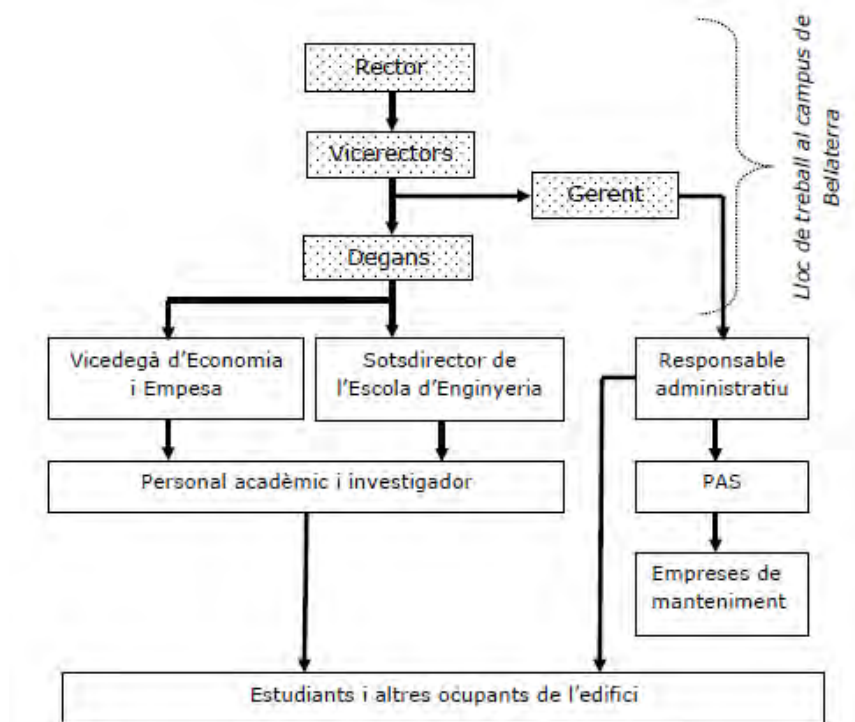 Rector
Vicerectors
Gerent
Degans
Lloc de treball al campus de
Bellaterra
Vicedegà d'Economia
i Empesa
Sotsdirector de
l'Escola d'Enginyeria
Responsable
administratiu
Personal acadèmic i investigador
PAS
Empreses de
manteniment
Estudiants i altres ocupants de l'edifici